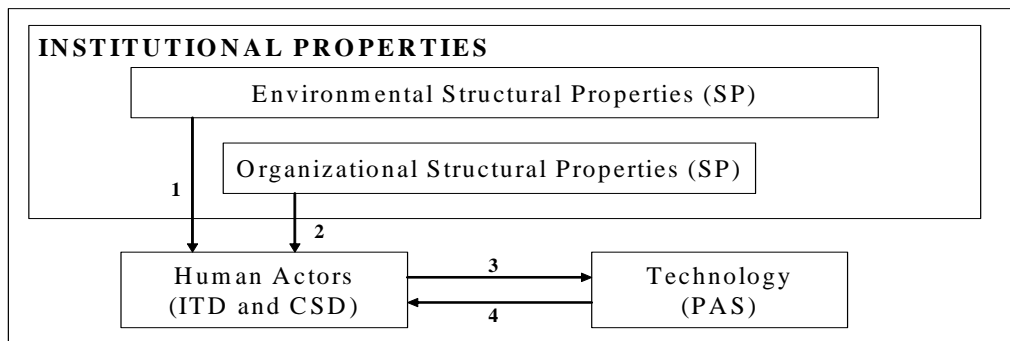 INSTITUTIONAL PROPERTIES
Environmental Structural Properties (SP)
Organizational Structural Properties (SP)
1
2
Human Actors
(ITD and CSD)
3
4
Technology
(PAS)